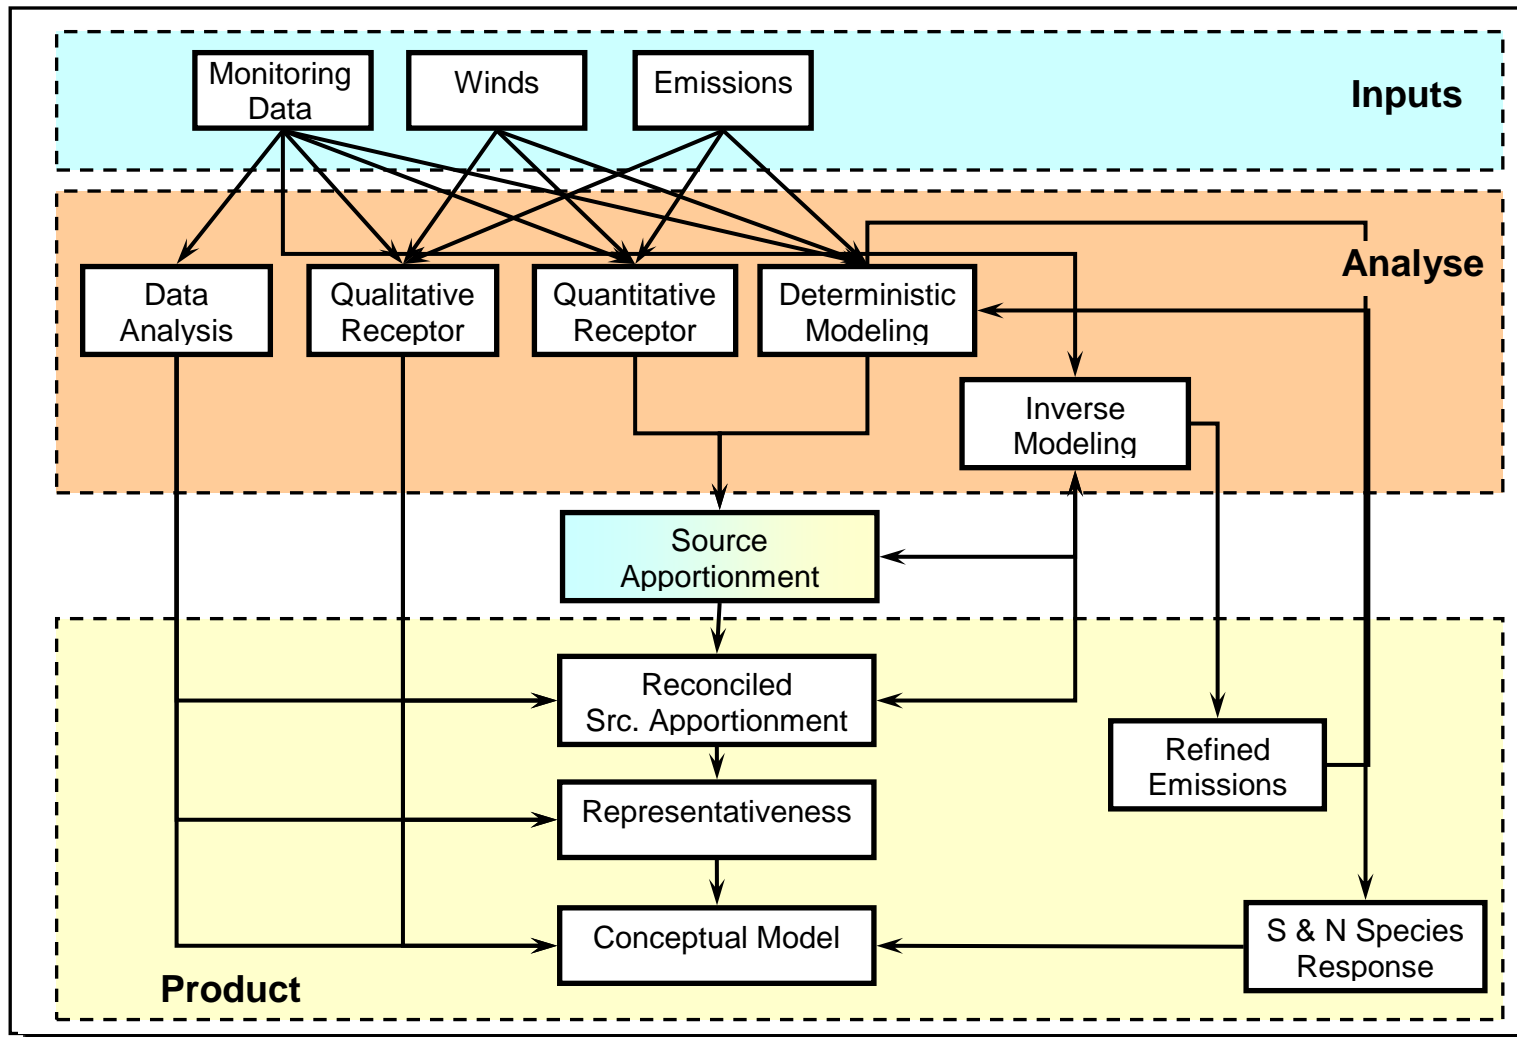 Monitoring
Data
Winds
Emissions
Inputs
Analyse
Data
Analysis
Qualitative
Receptor
Quantitative
Receptor
Deterministic
Modeling
Inverse
Modeling
Source
Apportionment
Reconciled
Src. Apportionment
Refined
Emissions
Representativeness
Conceptual Model
S & N Species
Response
Product